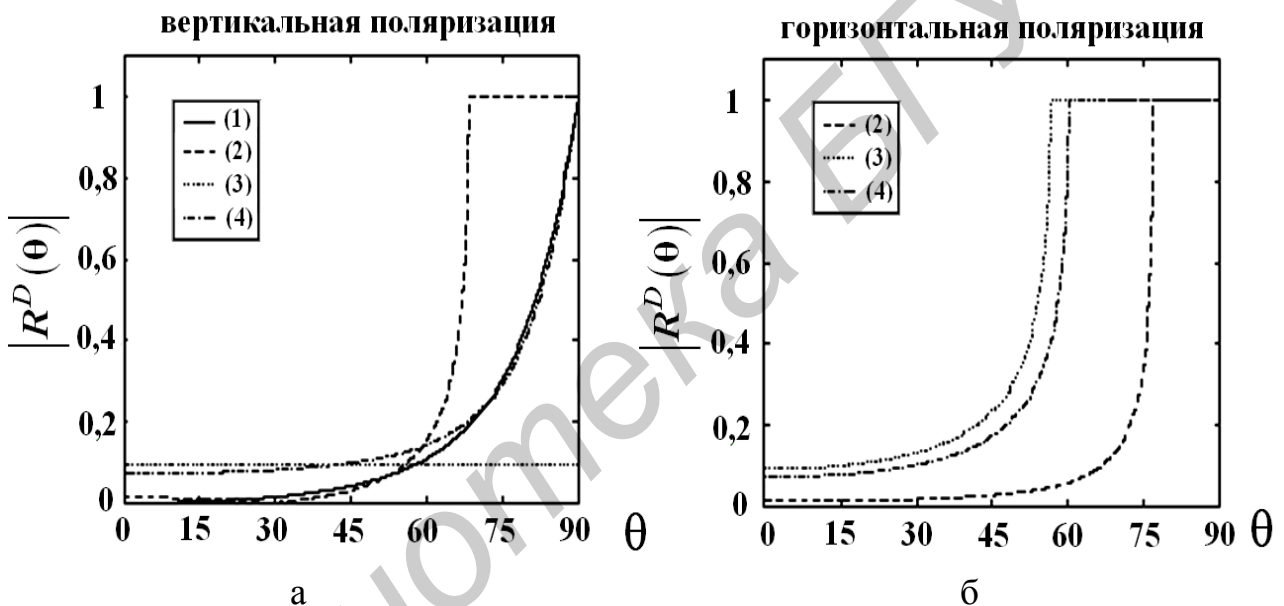 вертикальная поляризация
1
0,8
0,6
0,4
0,2
0
(1)
(2)
(3)
(4)
|R^D(θ)|
0 15 30 45 60 75 90 θ
а
горизонтальная поляризация
1
0,8
0,6
0,4
0,2
0
(2)
(3)
(4)
|R^D(θ)|
0 15 30 45 60 75 90 θ
б